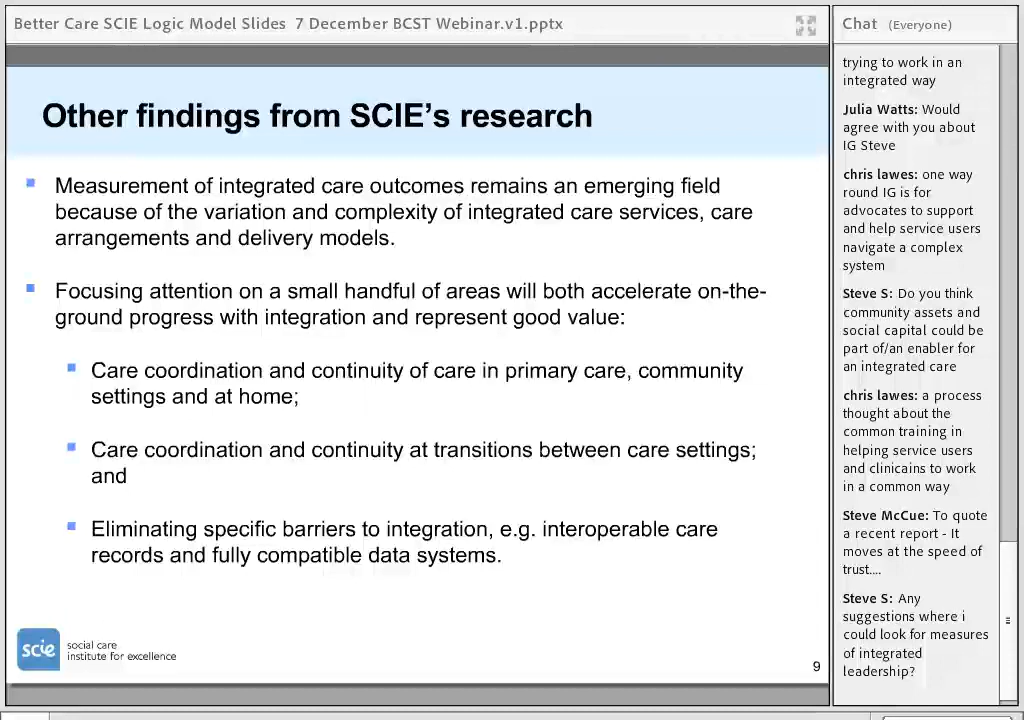 Better Care SCIE Logic Model Slides 7 December BCST Webinar.v1.pptx
Other findings from SCIE's research
Measurement of integrated care outcomes remains an emerging field
because of the variation and complexity of integrated care services, care
arrangements and delivery models.
Focusing attention on a small handful of areas will both accelerate on-the-
ground progress with integration and represent good value:
Care coordination and continuity of care in primary care, community
settings and at home;
Care coordination and continuity at transitions between care settings;
and
Eliminating specific barriers to integration, e.g. interoperable care
records and fully compatible data systems.
scie
social care
institute for excellence
9
Chat (Everyone)
trying to work in an
integrated way
Julia Watts: Would
agree with you about
IG Steve
chris lawes: one way
round IG is for
advocates to support
and help service users
navigate a complex
system
Steve S: Do you think
community assets and
social capital could be
part of/an enabler for
an integrated care
chris lawes: a process
thought about the
common training in
helping service users
and clinicains to work
in a common way
Steve McCue: To quote
a recent report - It
moves at the speed of
trust....
Steve S: Any
suggestions where i
could look for measures
of integrated
leadership?